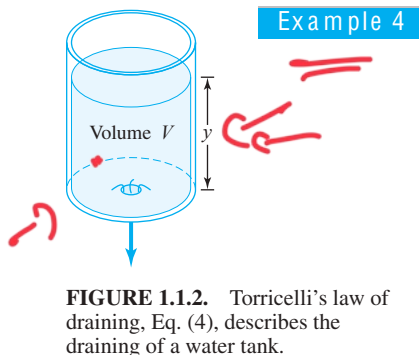 Example 4
Volume V
y
FIGURE 1.1.2. Torricelli's law of
draining, Eq. (4), describes the
draining of a water tank.